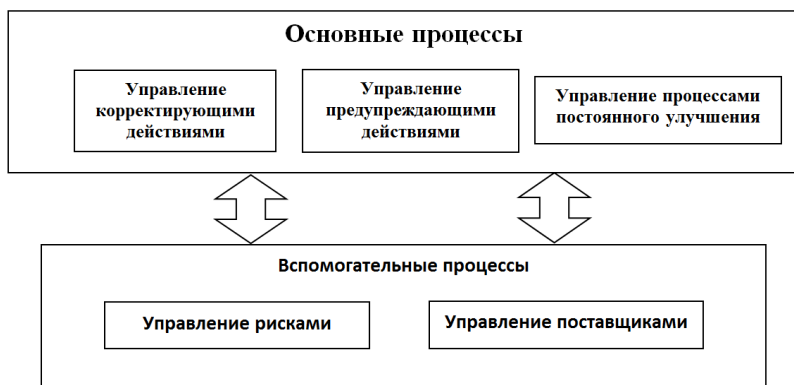 Основные процессы
Управление
корректирующими
действиями
Управление
предупреждающими
действиями
Управление процессами
постоянного улучшения
Вспомогательные процессы
Управление рисками
Управление поставщиками